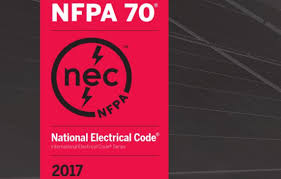 NFPA 70®
nec
NFPA
National Electrical Code®
International Electrical Code® Series
2017